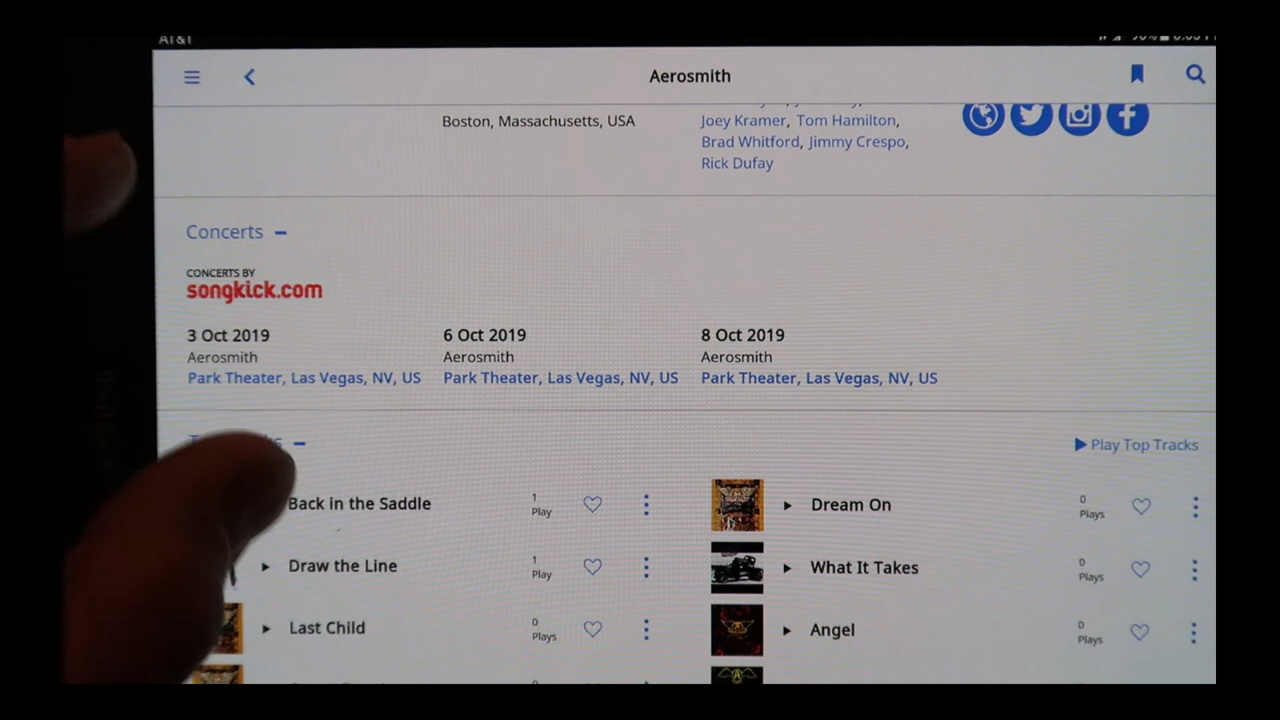 AT&T
Aerosmith
Boston, Massachusetts, USA
Joey Kramer, Tom Hamilton,
Brad Whitford, Jimmy Crespo,
Rick Dufay
Concerts
CONCERTS BY
songkick.com
3 Oct 2019
Aerosmith
Park Theater, Las Vegas, NV, US
6 Oct 2019
Aerosmith
Park Theater, Las Vegas, NV, US
8 Oct 2019
Aerosmith
Park Theater, Las Vegas, NV, US
Play Top Tracks
Back in the Saddle
1
Play
Dream On
0
Plays
Draw the Line
1
Play
What It Takes
0
Plays
Last Child
0
Plays
Angel
0
Plays